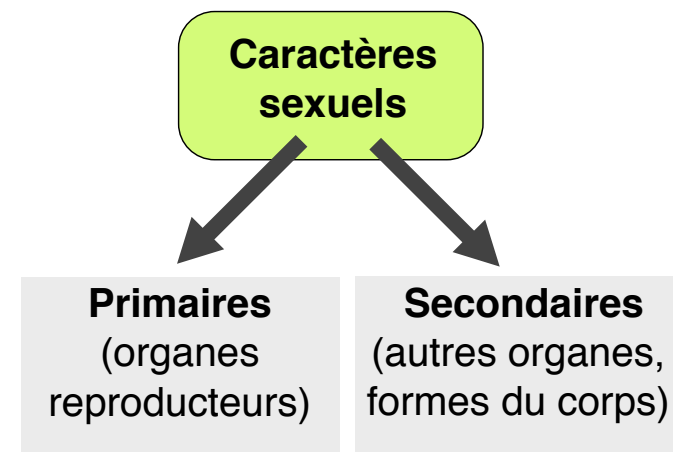 Caractères
sexuels
Primaires
(organes
reproducteurs)
Secondaires
(autres organes,
formes du corps)